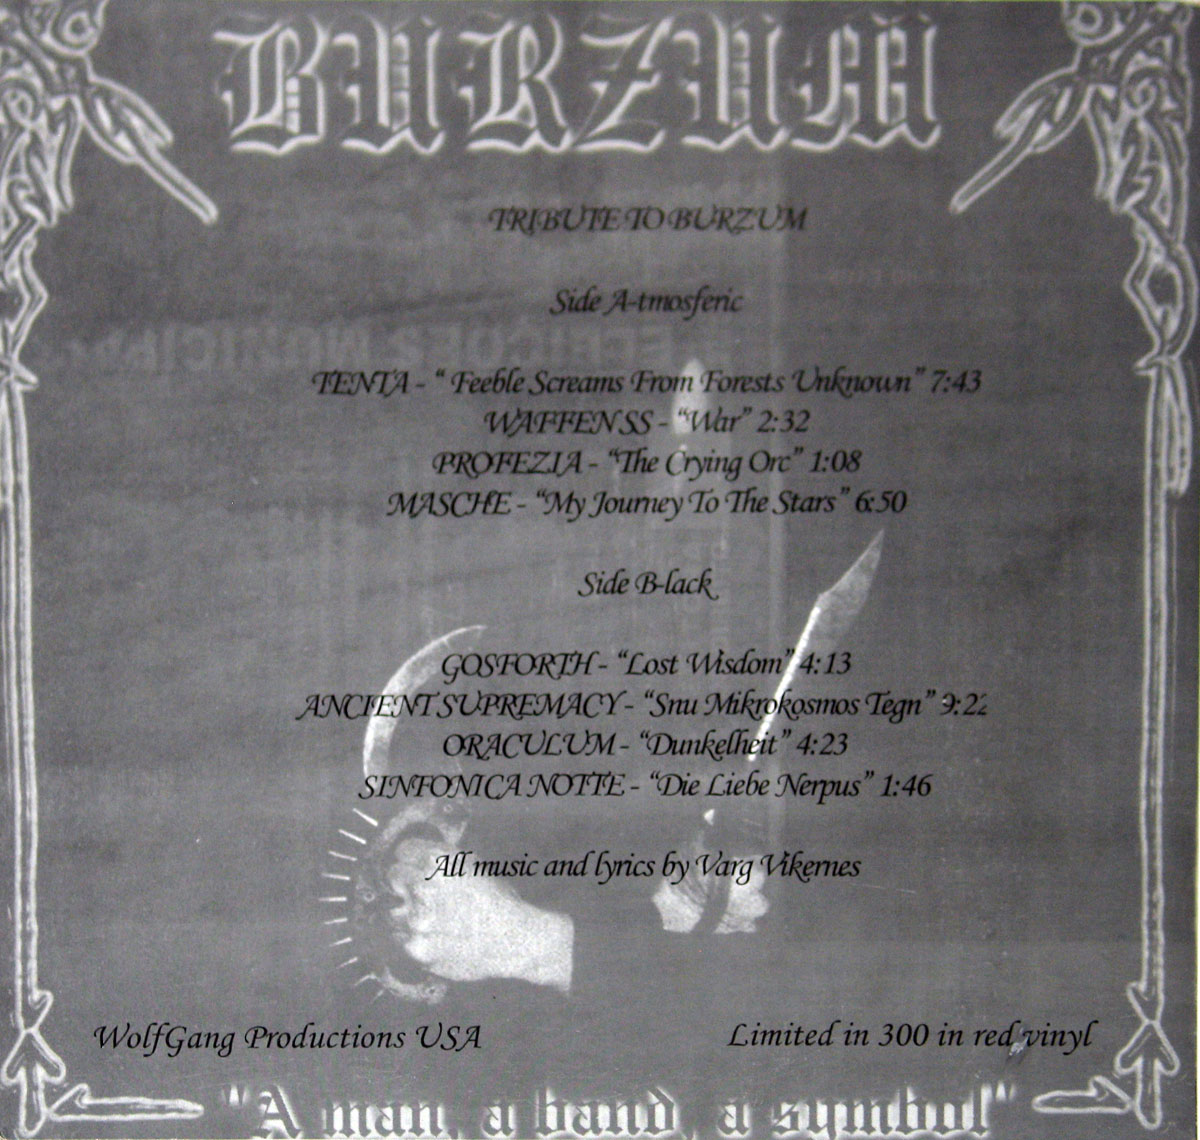 BURZUM
TRIBUTE TO BURZUM
Side A-tmosferic
TENTA - “ Feeble Screams From Forests Unknown” 7:43
WAFFEN SS - “War” 2:32
PROFEZIA - “The Crying Orc” 1:08
MASCHE - “My Journey To The Stars” 6:50
Side B-lack
GOSFORTH - “Lost Wisdom” 4:13
ANCIENT SUPREMACY - “Snu Mikrokosmos Tegn” 9:22
ORACULUM - “Dunkelheit” 4:23
SINFONICA NOTTE - “Die Liebe Nerpus” 1:46
All music and lyrics by Varg Vikernes
WolfGang Productions USA
Limited in 300 in red vinyl
"A man, a band, a symbol"